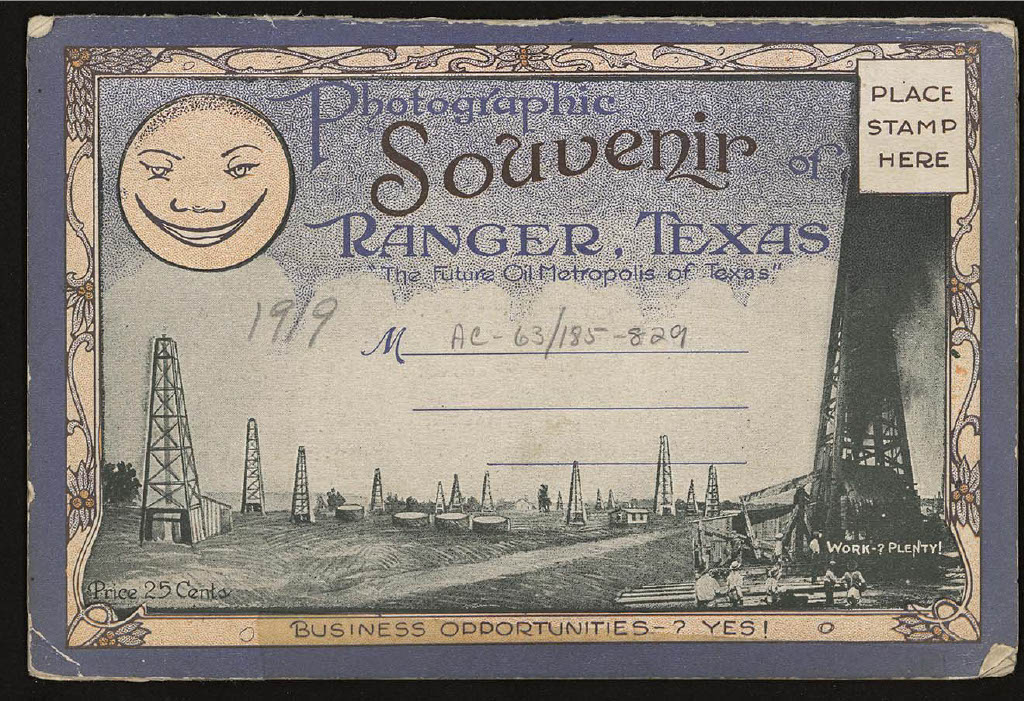 PLACE
STAMP
HERE
Photographic
Souvenir of
RANGER, TEXAS
"The Future Oil Metropolis of Texas"
1919
M AC-63/185-829
WORK-? PLENTY!
Price 25 Cents
BUSINESS OPPORTUNITIES-? YES!